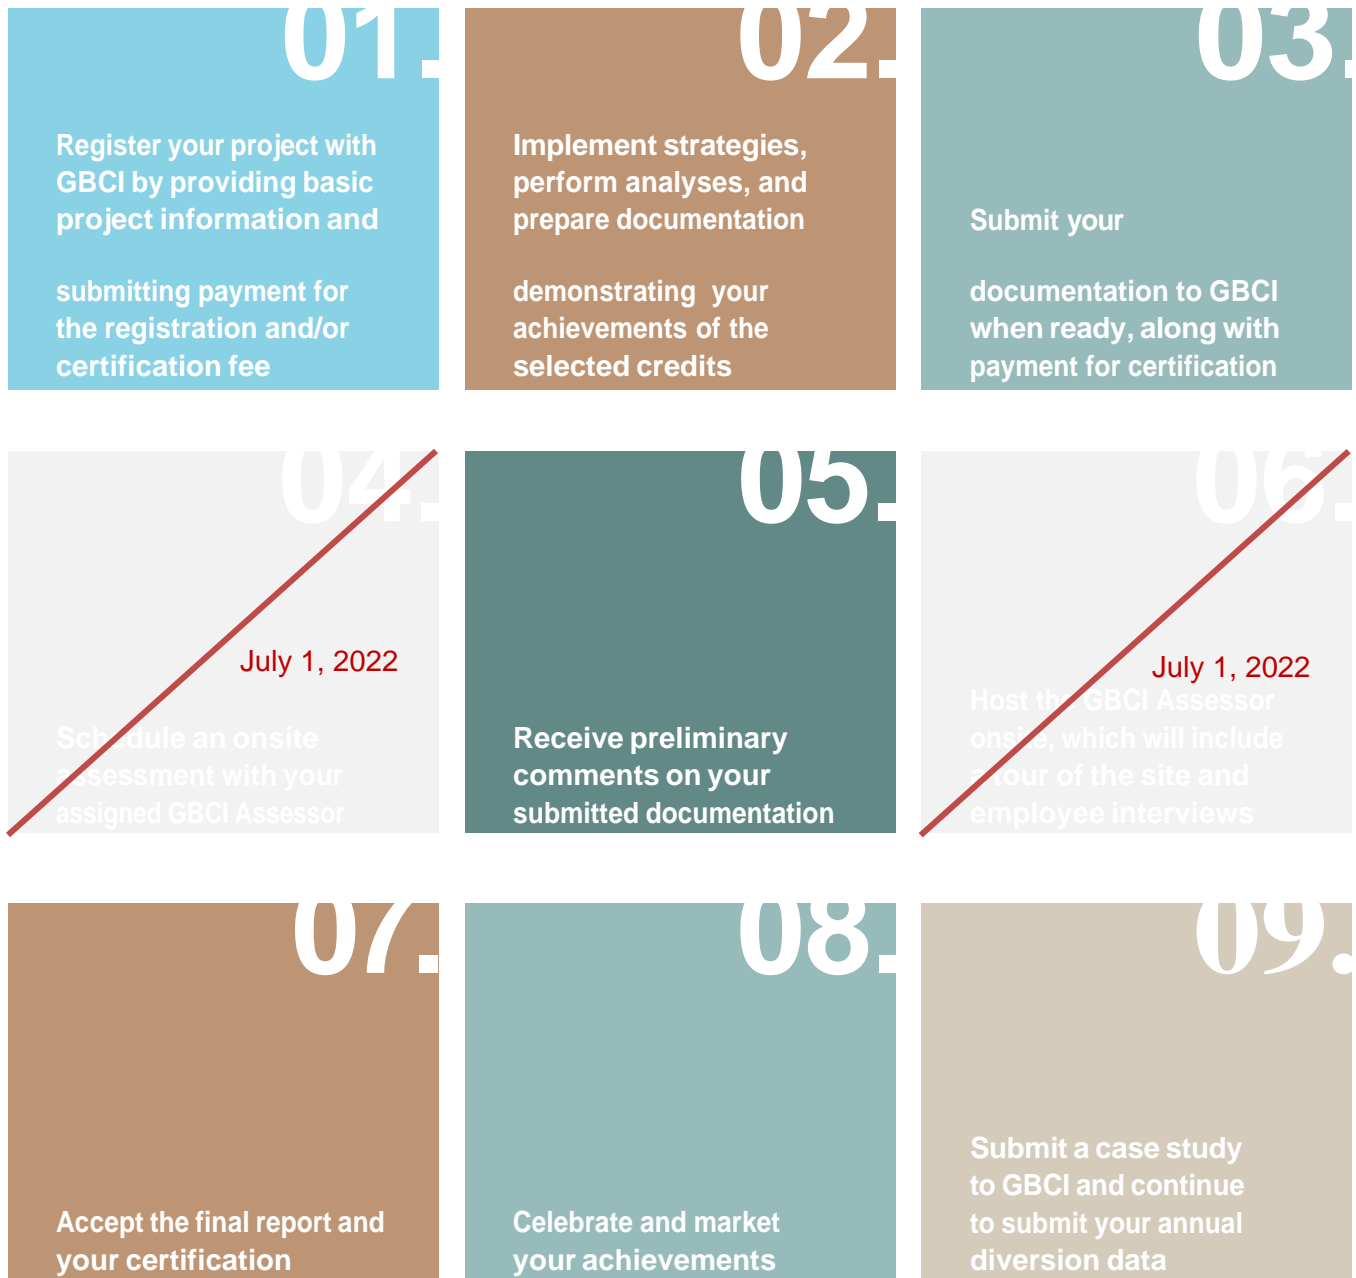 01.
Register your project with
GBCI by providing basic
project information and
submitting payment for
the registration and/or
certification fee
02.
Implement strategies,
perform analyses, and
prepare documentation
demonstrating your
achievements of the
selected credits
03.
Submit your
documentation to GBCI
when ready, along with
payment for certification
04.
July 1, 2022
Schedule an onsite
assessment with your
assigned GBCI Assessor
05.
Receive preliminary
comments on your
submitted documentation
06.
July 1, 2022
Host the GBCI Assessor
onsite, which will include
a tour of the site and
employee interviews
07.
Accept the final report and
your certification
08.
Celebrate and market
your achievements
09.
Submit a case study
to GBCI and continue
to submit your annual
diversion data